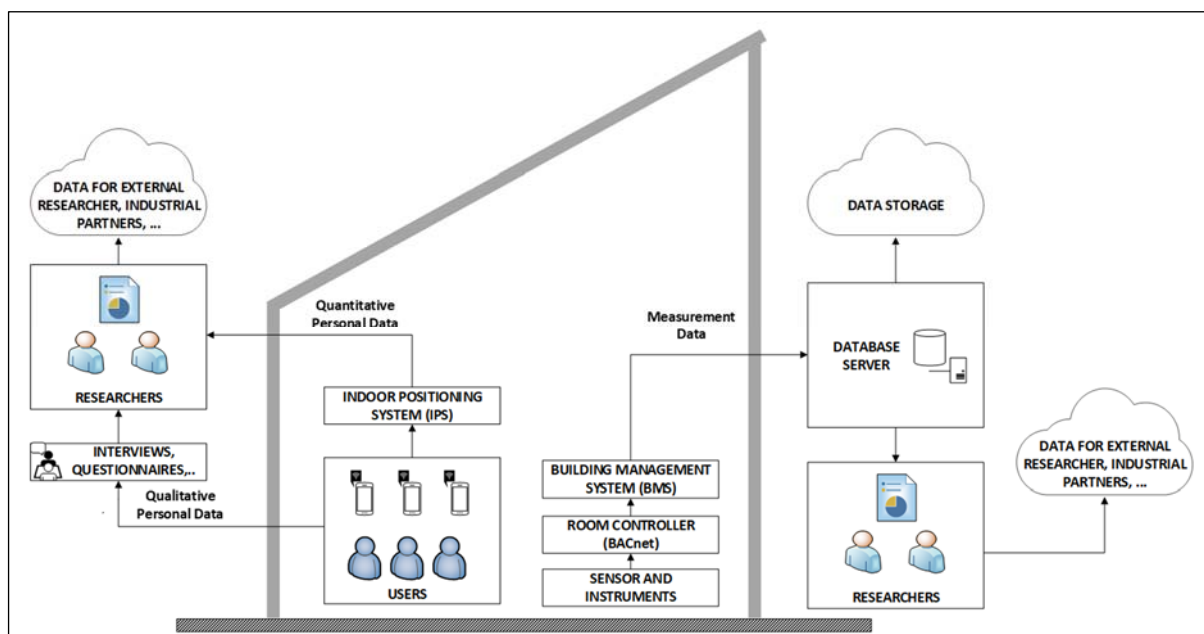 DATA FOR EXTERNAL
RESEARCHER, INDUSTRIAL
PARTNERS, ...
RESEARCHERS
INTERVIEWS,
QUESTIONNAIRES,..
Qualitative
Personal Data
Quantitative
Personal Data
INDOOR POSITIONING
SYSTEM (IPS)
USERS
Measurement
Data
BUILDING MANAGEMENT
SYSTEM (BMS)
ROOM CONTROLLER
(BACnet)
SENSOR AND
INSTRUMENTS
DATA STORAGE
DATABASE
SERVER
RESEARCHERS
DATA FOR EXTERNAL
RESEARCHER, INDUSTRIAL
PARTNERS, ...